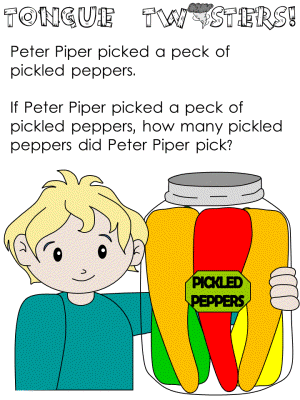 TONGUE TWISTERS!
Peter Piper picked a peck of
pickled peppers.
If Peter Piper picked a peck of
pickled peppers, how many pickled
peppers did Peter Piper pick?
PICKLED
PEPPERS